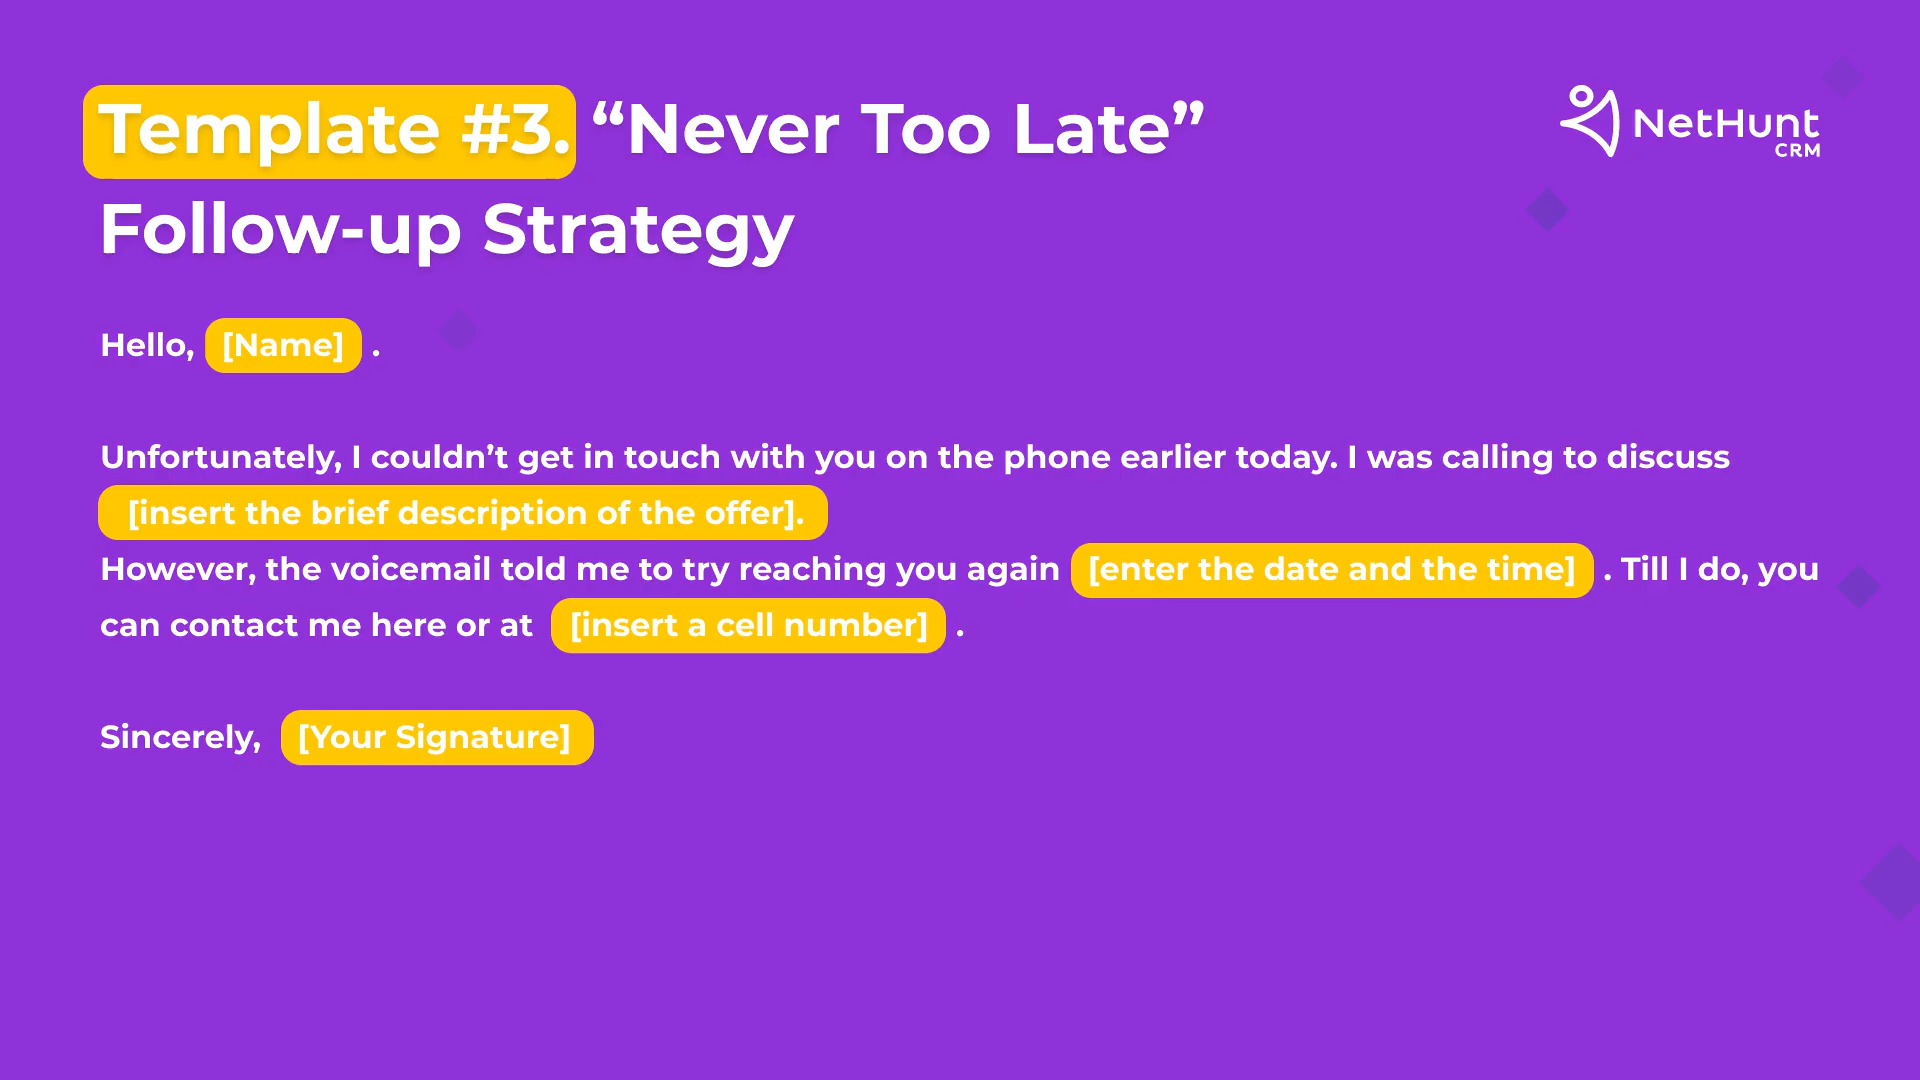 Template #3. “Never Too Late”
NetHunt
CRM
Follow-up Strategy
Hello, [Name] .
Unfortunately, I couldn’t get in touch with you on the phone earlier today. I was calling to discuss
[insert the brief description of the offer].
However, the voicemail told me to try reaching you again [enter the date and the time] . Till I do, you
can contact me here or at [insert a cell number] .
Sincerely, [Your Signature]